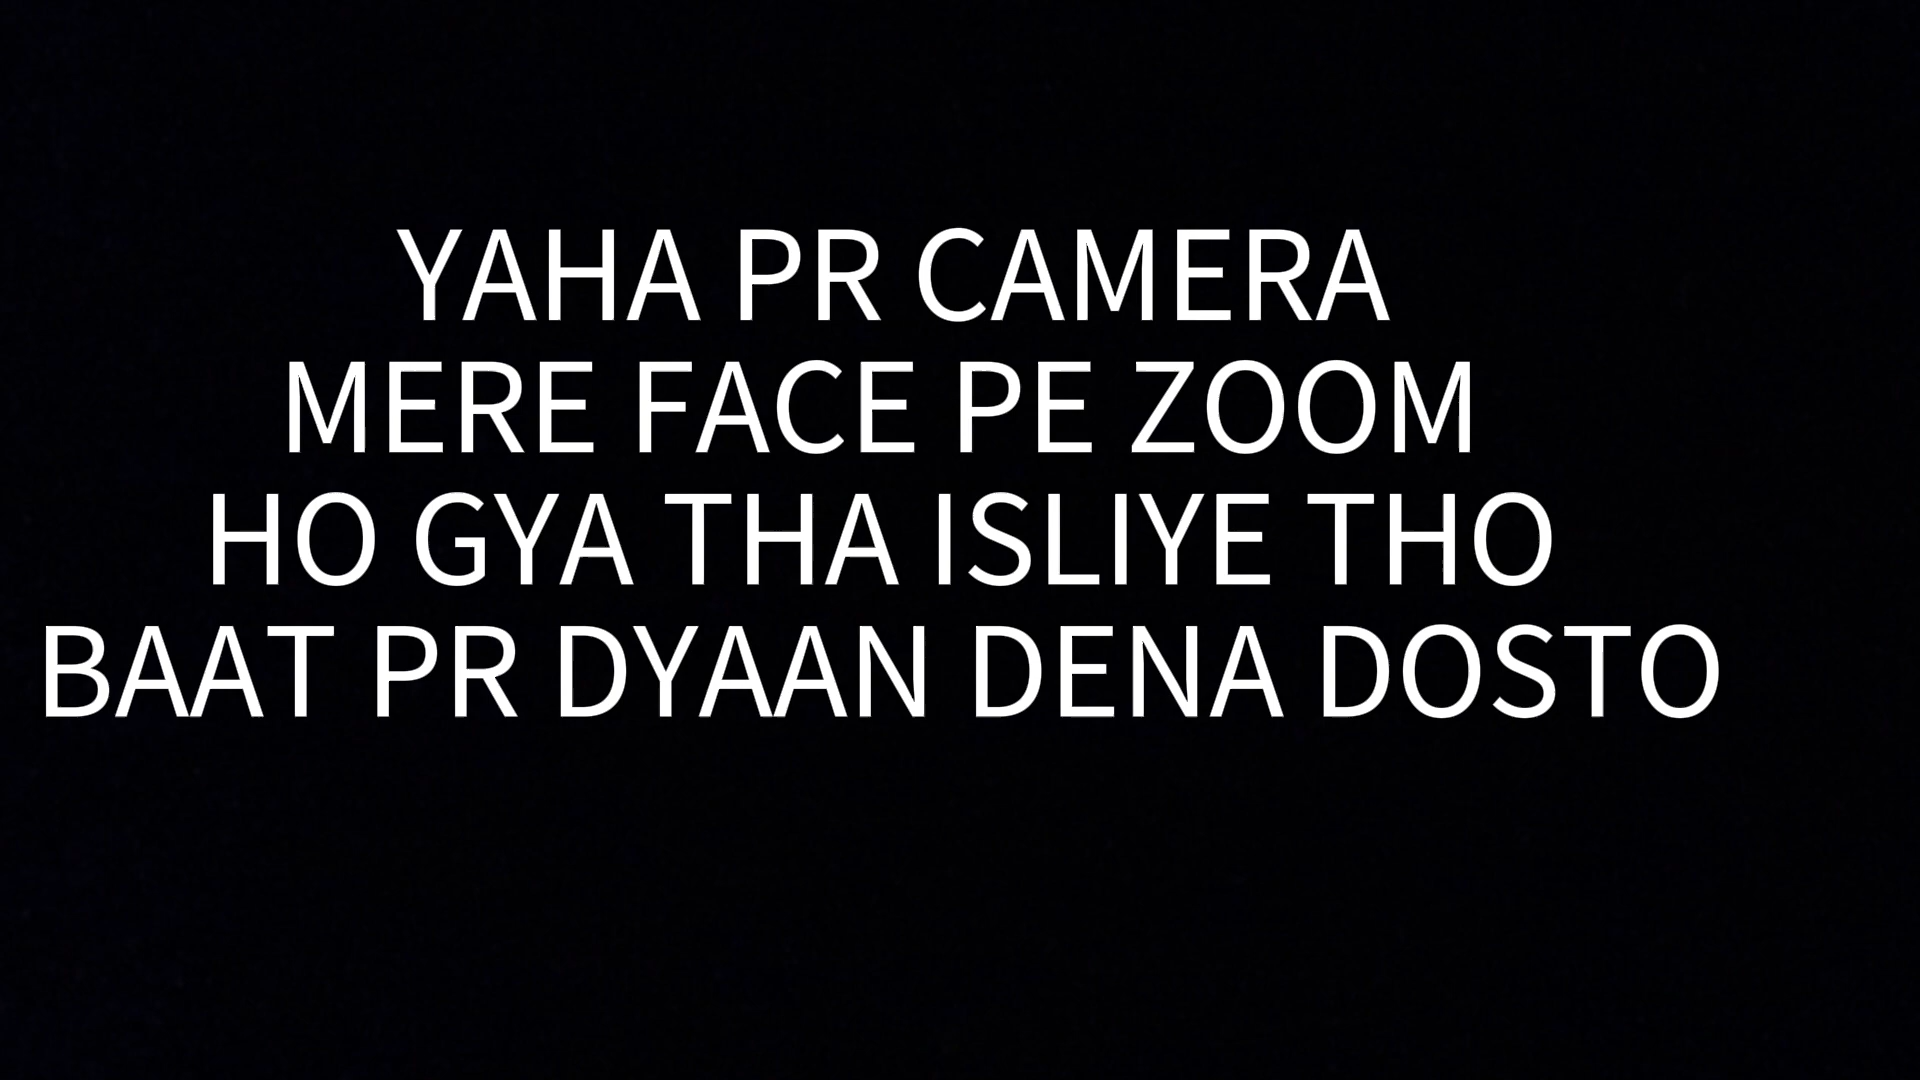 YAHA PR CAMERA
MERE FACE PE ZOOM
HO GYA THA ISLIYE THO
BAAT PR DYAAN DENA DOSTO